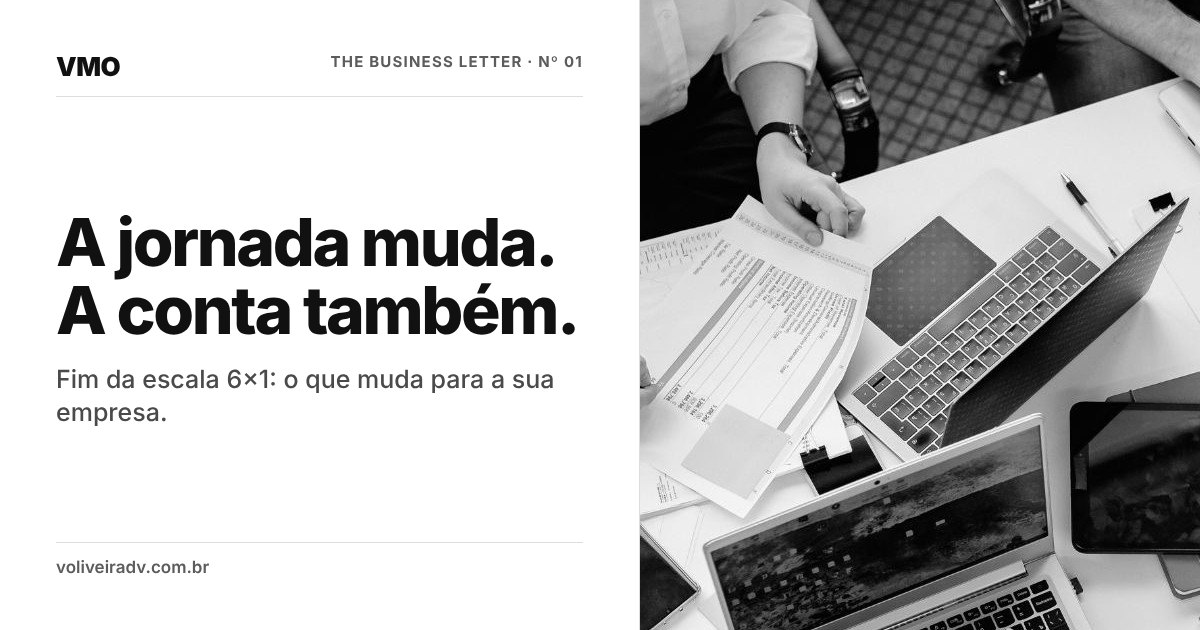 VMO
THE BUSINESS LETTER · Nº 01
A jornada muda.
A conta também.
Fim da escala 6×1: o que muda para a sua
empresa.
voliveiradv.com.br